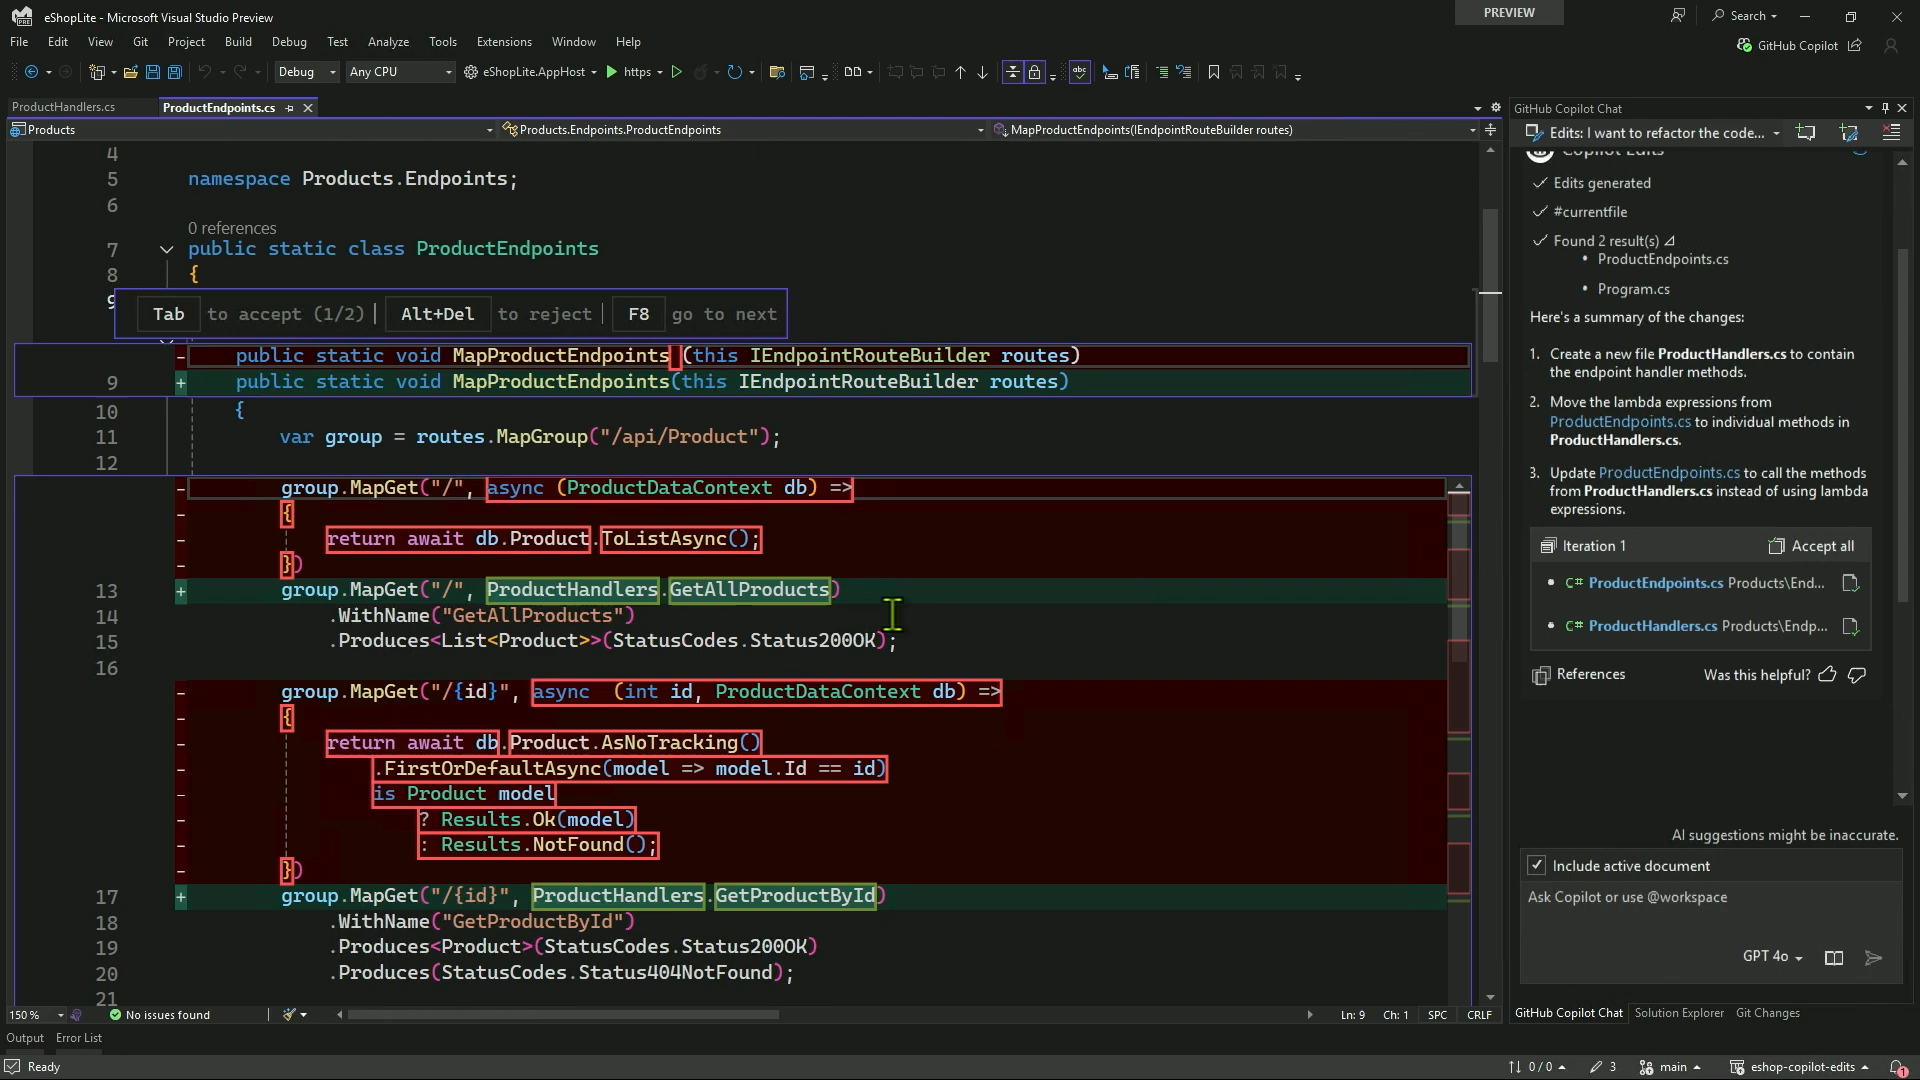 eShopLite - Microsoft Visual Studio Preview
PREVIEW
Search
File Edit View Git Project Build Debug Test Analyze Tools Extensions Window Help
GitHub Copilot
Debug Any CPU eShopLite.AppHost https
ProductHandlers.cs ProductEndpoints.cs
Products Products.Endpoints.ProductEndpoints MapProductEndpoints(IEndpointRouteBuilder routes)
4
5 namespace Products.Endpoints;
6
0 references
7 public static class ProductEndpoints
8 {
9
Tab to accept (1/2) | Alt+Del to reject | F8 go to next
- public static void MapProductEndpoints (this IEndpointRouteBuilder routes)
9 + public static void MapProductEndpoints(this IEndpointRouteBuilder routes)
10 {
11 var group = routes.MapGroup("/api/Product");
12
- group.MapGet("/", async (ProductDataContext db) =>
- {
- return await db.Product.ToListAsync();
- })
13 + group.MapGet("/", ProductHandlers.GetAllProducts)
14 .WithName("GetAllProducts")
15 .Produces<List<Product>>(StatusCodes.Status200OK);
16
- group.MapGet("/{id}", async  (int id, ProductDataContext db) =>
- {
- return await db.Product.AsNoTracking()
- .FirstOrDefaultAsync(model => model.Id == id)
- is Product model
- ? Results.Ok(model)
- : Results.NotFound();
- })
17 + group.MapGet("/{id}", ProductHandlers.GetProductById)
18 .WithName("GetProductById")
19 .Produces<Product>(StatusCodes.Status200OK)
20 .Produces(StatusCodes.Status404NotFound);
21
150 % No issues found Ln: 9 Ch: 1 SPC CRLF
Output Error List
Ready
GitHub Copilot Chat
Edits: I want to refactor the code...
Copilot Edits
Edits generated
#currentfile
Found 2 result(s)
• ProductEndpoints.cs
• Program.cs
Here's a summary of the changes:
1. Create a new file ProductHandlers.cs to contain
the endpoint handler methods.
2. Move the lambda expressions from
ProductEndpoints.cs to individual methods in
ProductHandlers.cs.
3. Update ProductEndpoints.cs to call the methods
from ProductHandlers.cs instead of using lambda
expressions.
Iteration 1 Accept all
• C# ProductEndpoints.cs Products\End...
• C# ProductHandlers.cs Products\Endp...
References Was this helpful?
AI suggestions might be inaccurate.
Include active document
Ask Copilot or use @workspace
GPT 4o
GitHub Copilot Chat Solution Explorer Git Changes
0 / 0 3 main eshop-copilot-edits 1